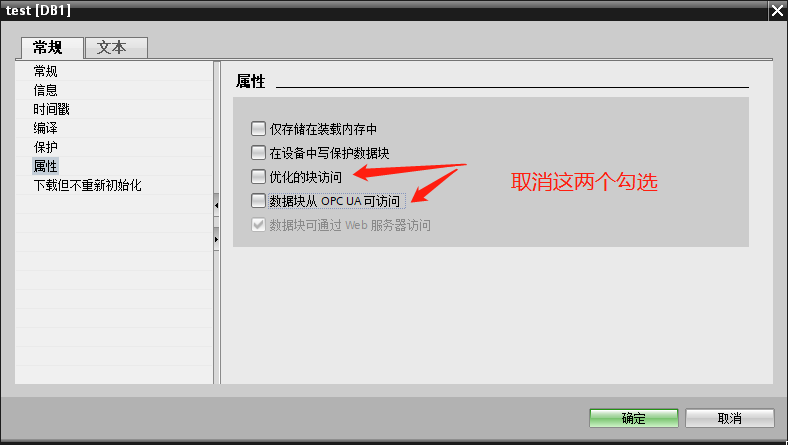 test [DB1]
常规
文本
常规
信息
时间戳
编译
保护
属性
下载但不重新初始化
属性
仅存储在装载内存中
在设备中写保护数据块
优化的块访问
数据块从 OPC UA 可访问
数据块可通过 Web 服务器访问
取消这两个勾选
确定
取消